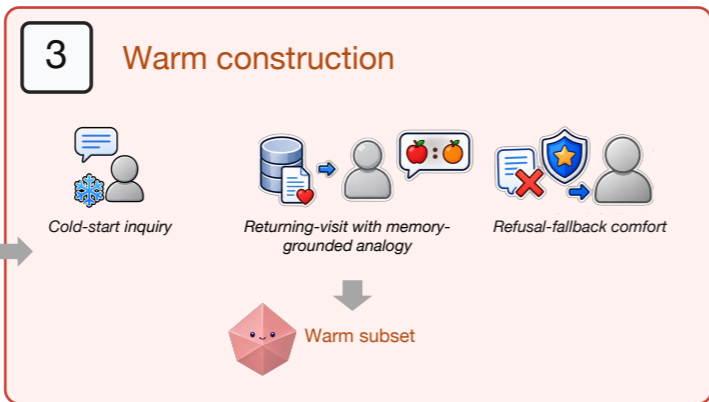 3
Warm construction
Cold-start inquiry
Returning-visit with memory-
grounded analogy
Refusal-fallback comfort
Warm subset